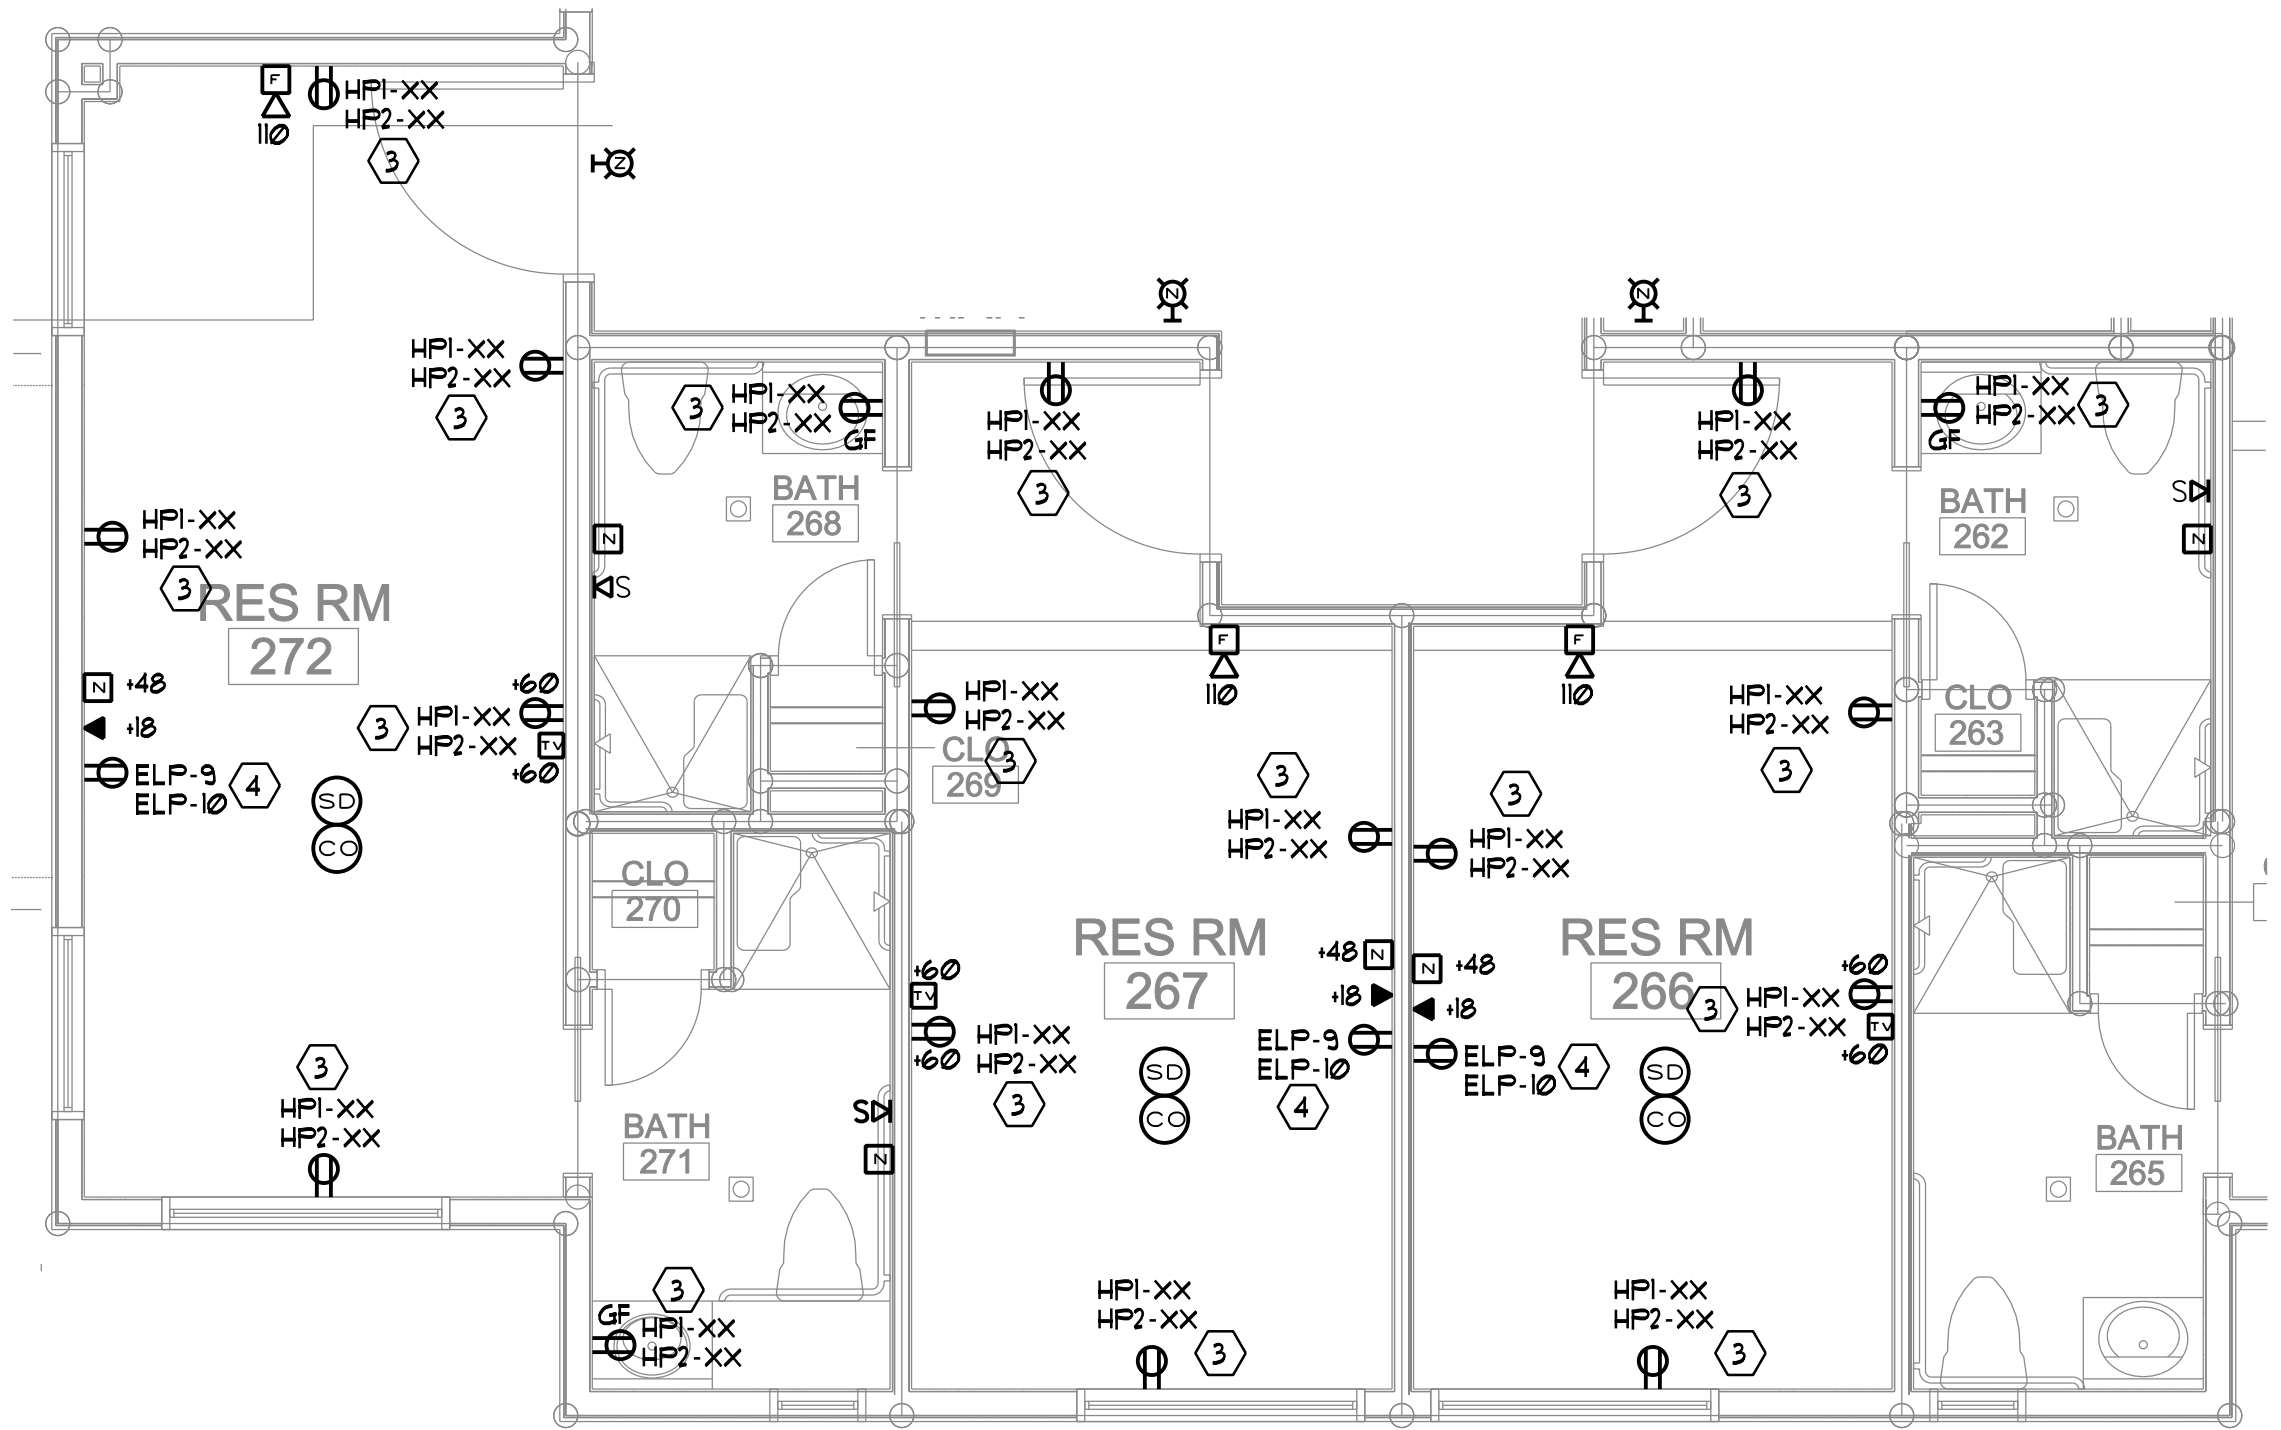 F
110
HP1-XX
HP2-XX
3
N
N
N
HP1-XX
HP2-XX
3
3
HP1-XX
HP2-XX
GF
HP1-XX
HP2-XX
3
HP1-XX
HP2-XX
3
HP1-XX
HP2-XX
3
GF
BATH
268
BATH
262
S
N
HP1-XX
HP2-XX
3
RES RM
272
N
S
N +48
+18
ELP-9
ELP-10
4
SD
CO
+60
3
HP1-XX
HP2-XX
TV
+60
F
110
F
110
HP1-XX
HP2-XX
3
CLO
269
HP1-XX
HP2-XX
3
CLO
263
3
HP1-XX
HP2-XX
3
HP1-XX
HP2-XX
CLO
270
RES RM
267
RES RM
266
+48 N
+18
ELP-9
ELP-10
4
N +48
+18
ELP-9
ELP-10
4
+60
TV
+60
HP1-XX
HP2-XX
3
SD
CO
SD
CO
+60
3
HP1-XX
HP2-XX
TV
+60
3
HP1-XX
HP2-XX
BATH
271
S
N
BATH
265
3
GF
HP1-XX
HP2-XX
HP1-XX
HP2-XX
3
HP1-XX
HP2-XX
3